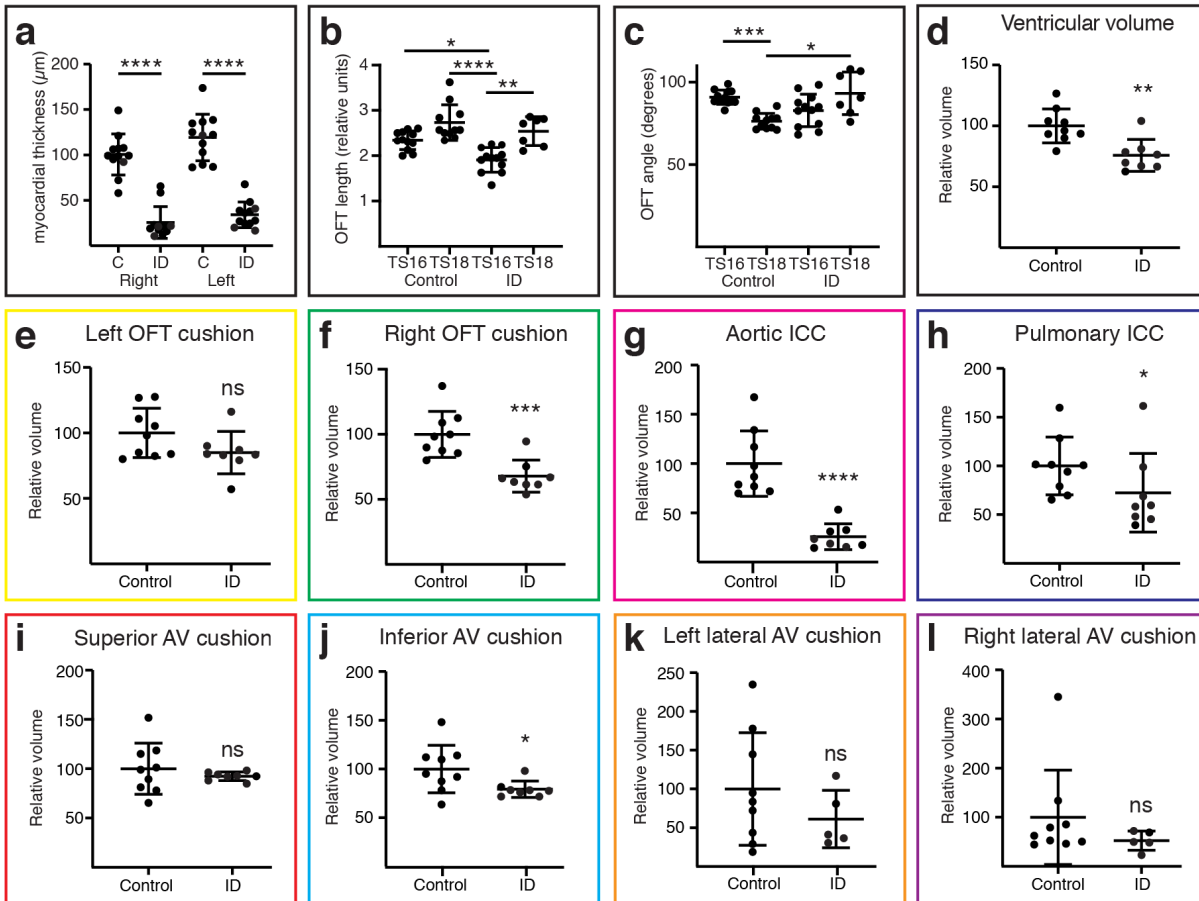 a
myocardial thickness (µm)
200
150
100
50
****
****
C
ID
C
ID
Right
Left
b
OFT length (relative units)
4
3
2
1
0
*
****
**
TS16
TS18
TS16
TS18
Control
ID
c
OFT angle (degrees)
100
50
***
*
TS16
TS18
TS16
TS18
Control
ID
d
Ventricular volume
Relative volume
150
100
50
0
**
Control
ID
e
Left OFT cushion
Relative volume
150
100
50
ns
Control
ID
f
Right OFT cushion
Relative volume
150
100
50
0
***
Control
ID
g
Aortic ICC
Relative volume
200
150
100
50
0
****
Control
ID
h
Pulmonary ICC
Relative volume
200
150
100
50
0
*
Control
ID
i
Superior AV cushion
Relative volume
200
150
100
50
ns
Control
ID
j
Inferior AV cushion
Relative volume
200
150
100
50
*
Control
ID
k
Left lateral AV cushion
Relative volume
250
200
150
100
50
ns
Control
ID
l
Right lateral AV cushion
Relative volume
400
300
200
100
0
ns
Control
ID